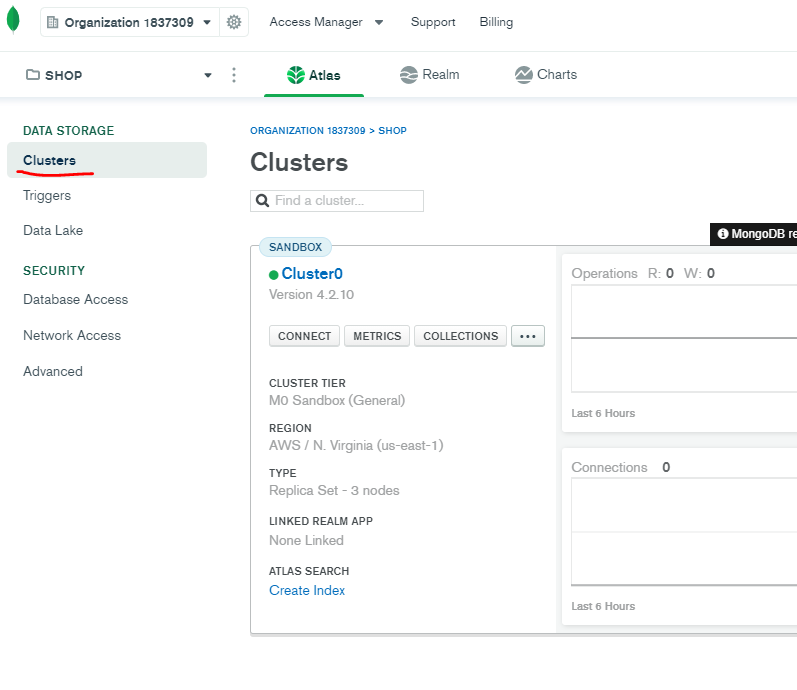 Organization 1837309
Access Manager
Support
Billing
SHOP
Atlas
Realm
Charts
DATA STORAGE
Clusters
Triggers
Data Lake
SECURITY
Database Access
Network Access
Advanced
ORGANIZATION 1837309 > SHOP
Clusters
Find a cluster...
MongoDB re
SANDBOX
Cluster0
Version 4.2.10
CONNECT
METRICS
COLLECTIONS
...
CLUSTER TIER
M0 Sandbox (General)
REGION
AWS / N. Virginia (us-east-1)
TYPE
Replica Set - 3 nodes
LINKED REALM APP
None Linked
ATLAS SEARCH
Create Index
Operations R: 0 W: 0
Last 6 Hours
Connections 0
Last 6 Hours